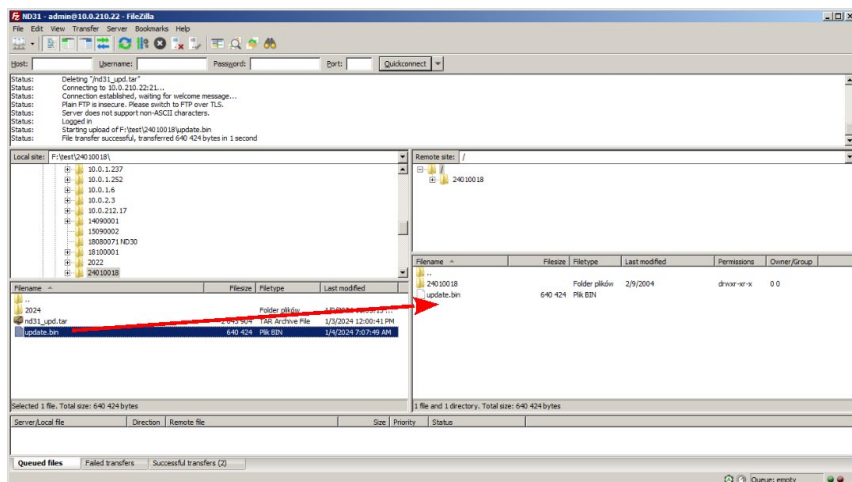 ND31 - admin@10.0.210.22 - FileZilla
File Edit View Transfer Server Bookmarks Help
Host: Username: Password: Port: Quickconnect
Status: Deleting "/nd31_upd.tar"
Status: Connecting to 10.0.210.22:21...
Status: Connection established, waiting for welcome message...
Status: Plain FTP is insecure. Please switch to FTP over TLS.
Status: Server does not support non-ASCII characters.
Status: Logged in
Status: Starting upload of F:\test\24010018\update.bin
Status: File transfer successful, transferred 640 424 bytes in 1 second
Local site: F:\test\24010018\
10.0.1.237
10.0.1.252
10.0.1.6
10.0.2.3
10.0.212.17
14090001
15090002
18080071 ND30
18100001
2022
24010018
Filename Filesize Filetype Last modified
..
2024 Folder plików
nd31_upd.tar TAR Archive File 1/3/2024 12:00:41 PM
update.bin 640 424 Plik BIN 1/4/2024 7:07:49 AM
Selected 1 file. Total size: 640 424 bytes
Remote site: /
/
24010018
Filename Filesize Filetype Last modified Permissions Owner/Group
..
24010018 Folder plików 2/9/2004 drwxr-xr-x 0 0
update.bin 640 424 Plik BIN
1 file and 1 directory. Total size: 640 424 bytes
Server/Local file Direction Remote file Size Priority Status
Queued files Failed transfers Successful transfers (2)
Queue: empty